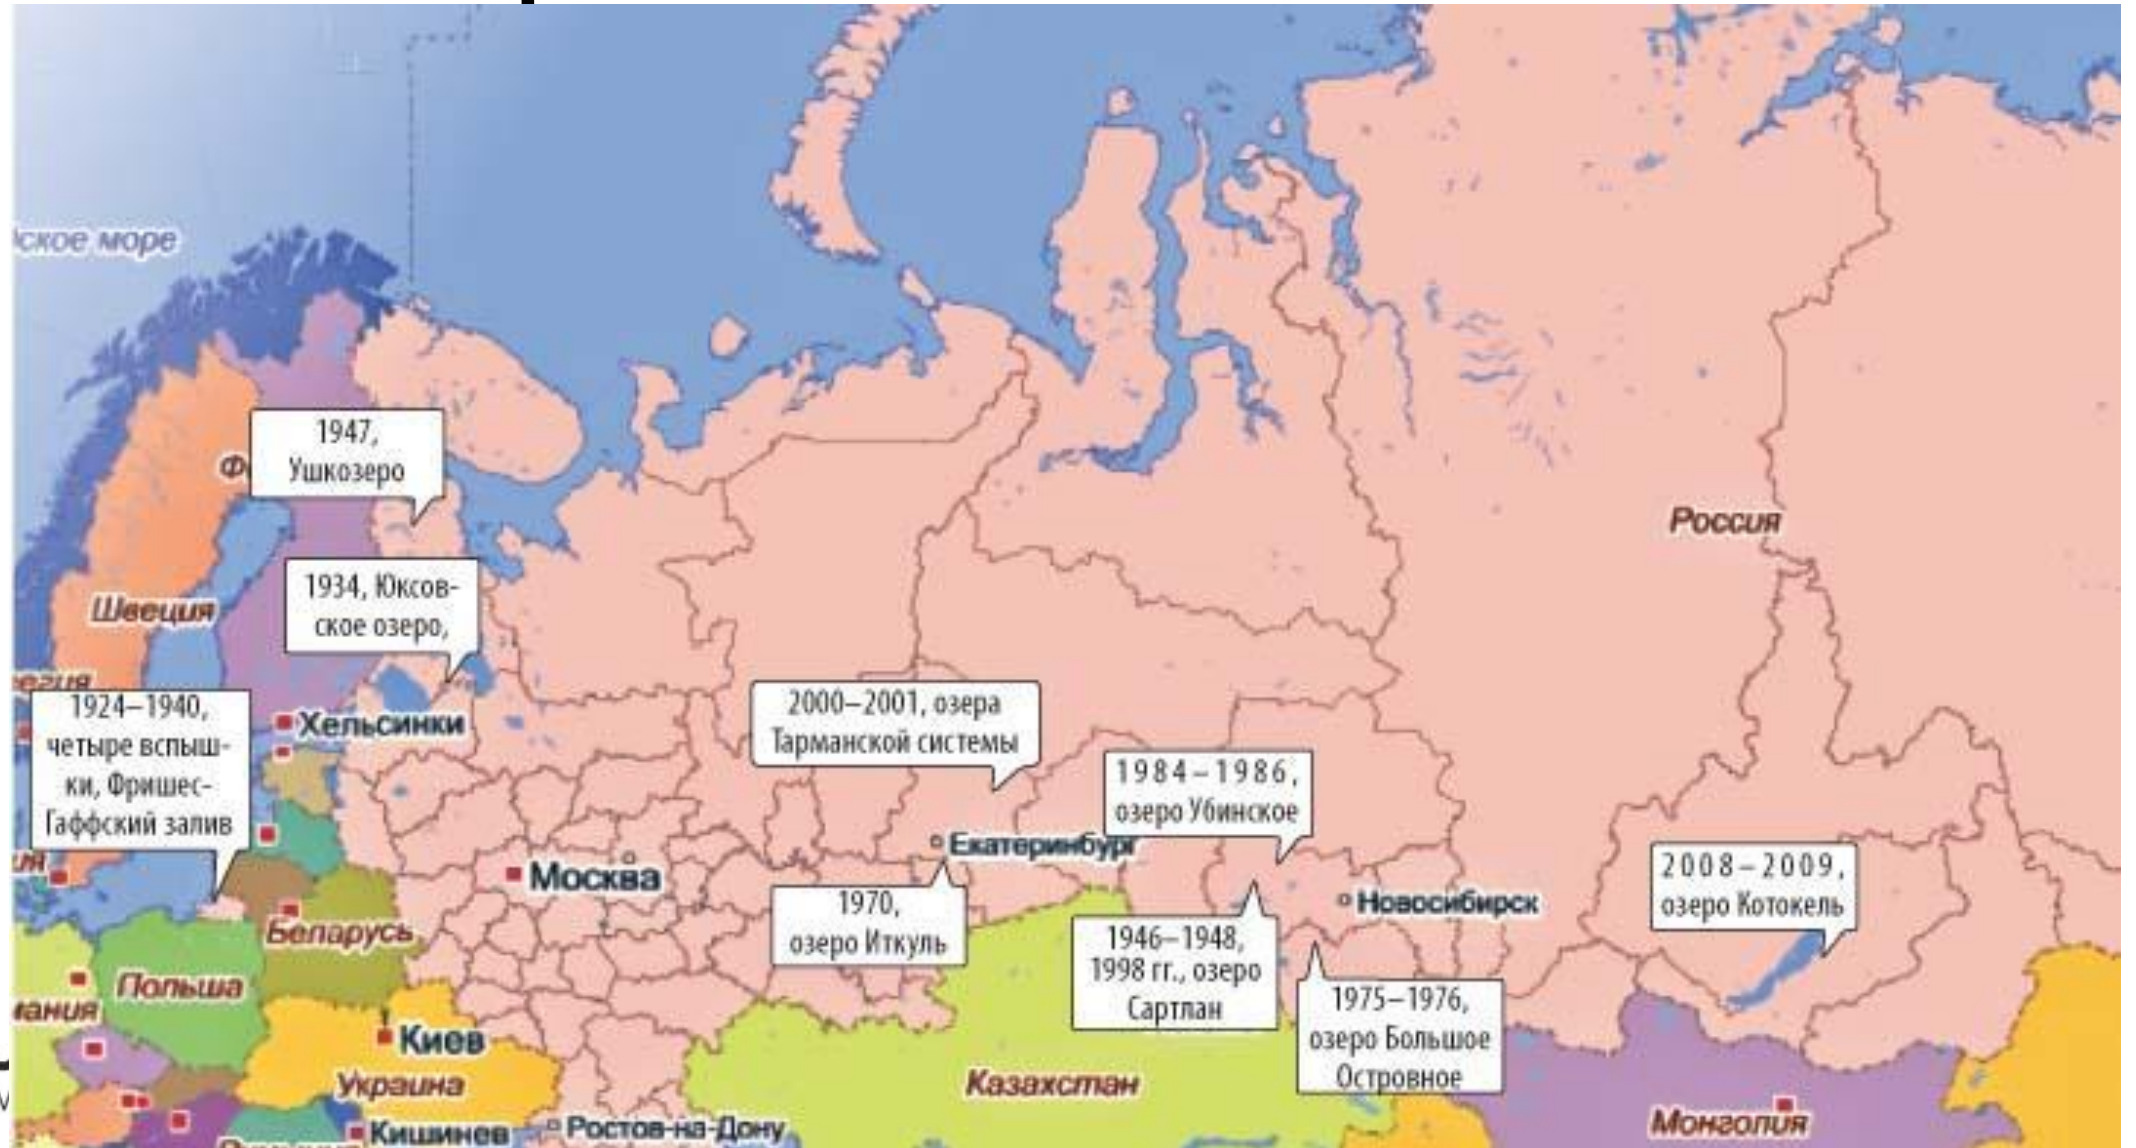 ское море
1947,
Ушкозеро
Россия
1934, Юксов-
ское озеро,
Швеция
1924–1940,
четыре вспыш-
ки, Фришес-
Гаффский залив
Хельсинки
2000–2001, озера
Тарманской системы
1984–1986,
озеро Убинское
Екатеринбург
Москва
1970,
озеро Иткуль
Новосибирск
2008–2009,
озеро Котокель
1946–1948,
1998 гг., озеро
Сартлан
1975–1976,
озеро Большое
Островное
Беларусь
Польша
мания
Киев
Украина
Казахстан
Монголия
Кишинев
Ростов-на-Дону